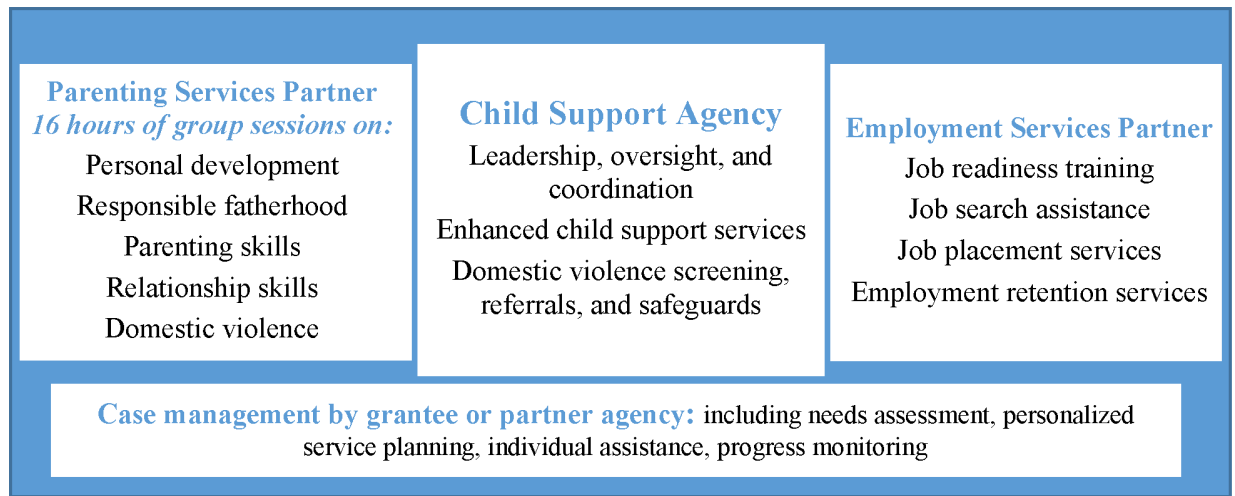 Parenting Services Partner
16 hours of group sessions on:
Personal development
Responsible fatherhood
Parenting skills
Relationship skills
Domestic violence
Child Support Agency
Leadership, oversight, and
coordination
Enhanced child support services
Domestic violence screening,
referrals, and safeguards
Employment Services Partner
Job readiness training
Job search assistance
Job placement services
Employment retention services
Case management by grantee or partner agency: including needs assessment, personalized
service planning, individual assistance, progress monitoring